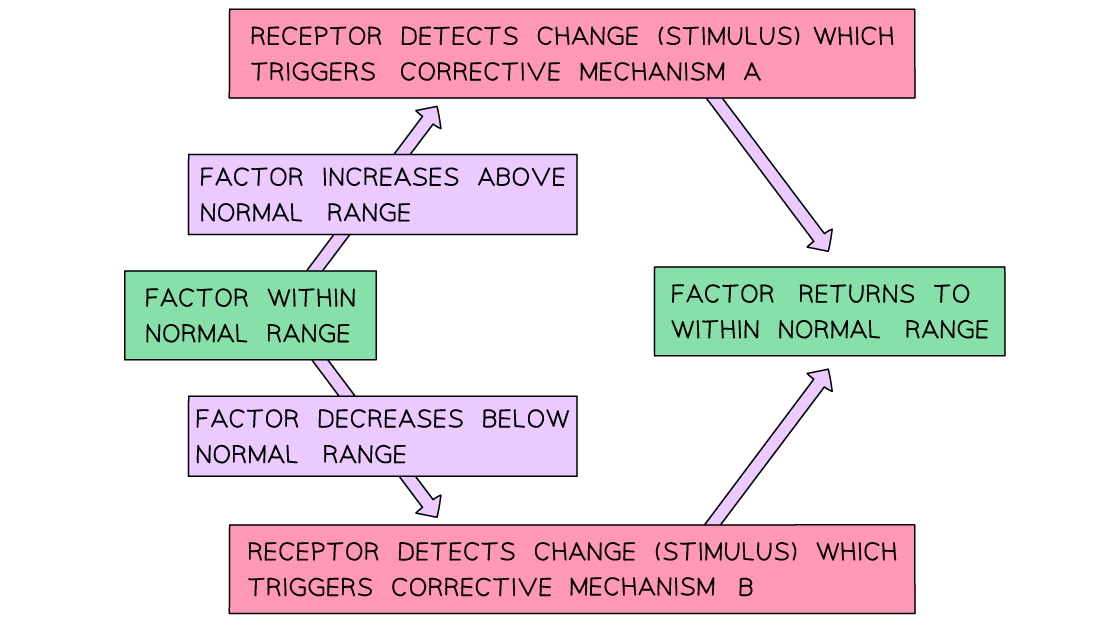 RECEPTOR DETECTS CHANGE (STIMULUS) WHICH
TRIGGERS CORRECTIVE MECHANISM A
FACTOR INCREASES ABOVE
NORMAL RANGE
FACTOR WITHIN
NORMAL RANGE
FACTOR RETURNS TO
WITHIN NORMAL RANGE
FACTOR DECREASES BELOW
NORMAL RANGE
RECEPTOR DETECTS CHANGE (STIMULUS) WHICH
TRIGGERS CORRECTIVE MECHANISM B